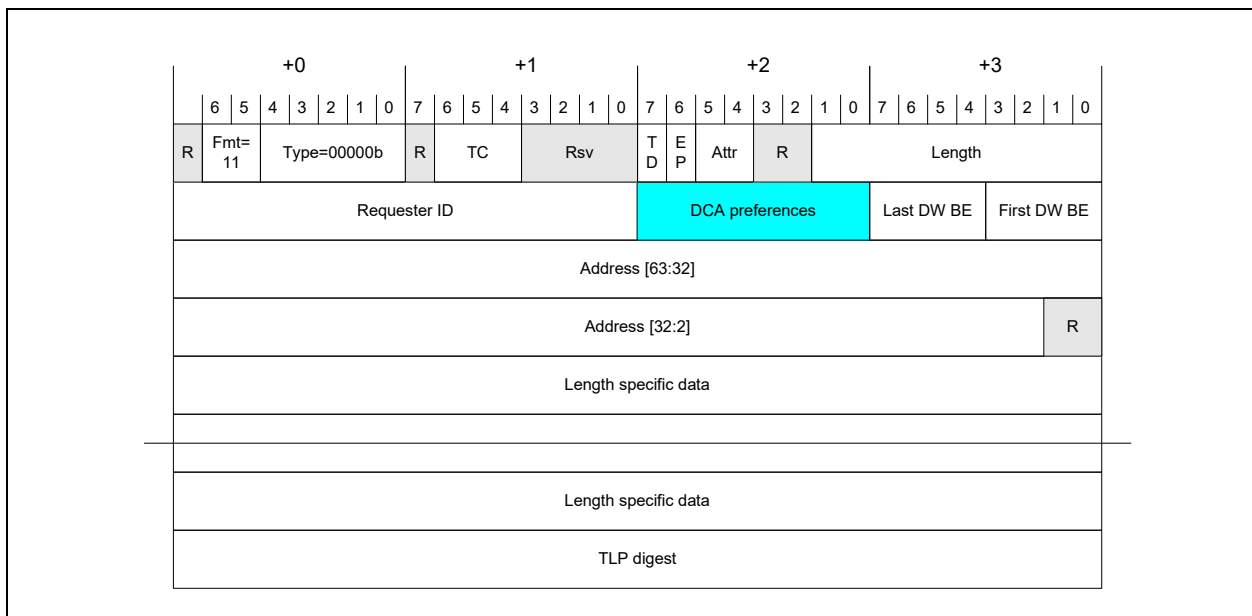 +0 +1 +2 +3
6 5 4 3 2 1 0 7 6 5 4 3 2 1 0 7 6 5 4 3 2 1 0 7 6 5 4 3 2 1 0
R Fmt= 11 Type=00000b R TC Rsv T D E P Attr R Length
Requester ID DCA preferences Last DW BE First DW BE
Address [63:32]
Address [32:2] R
Length specific data
Length specific data
TLP digest